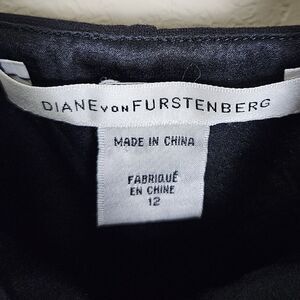 DIANE VON FURSTENBERG
MADE IN CHINA
FABRIQUÉ
EN CHINE
12